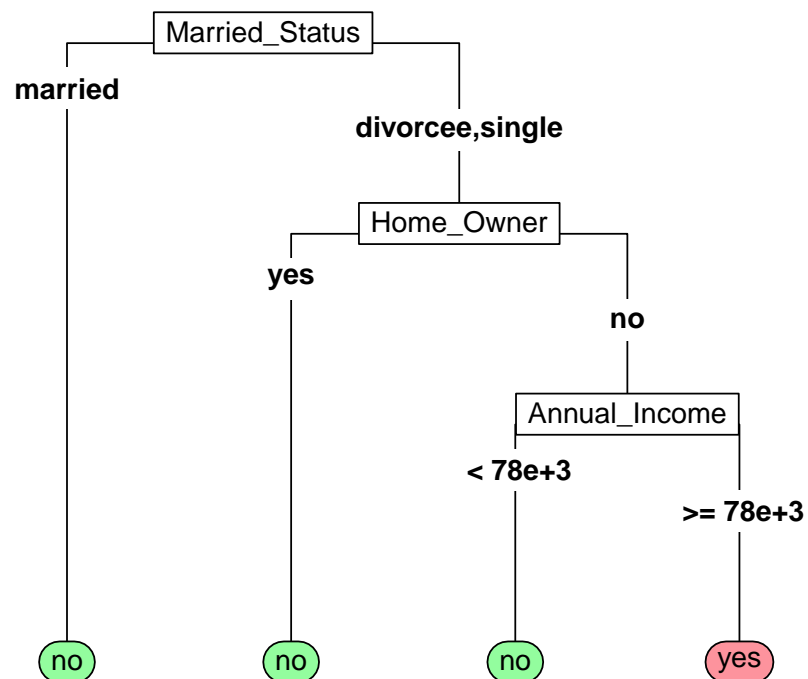 Married_Status
married
divorcee,single
Home_Owner
yes
no
Annual_Income
< 78e+3
>= 78e+3
no
no
no
yes